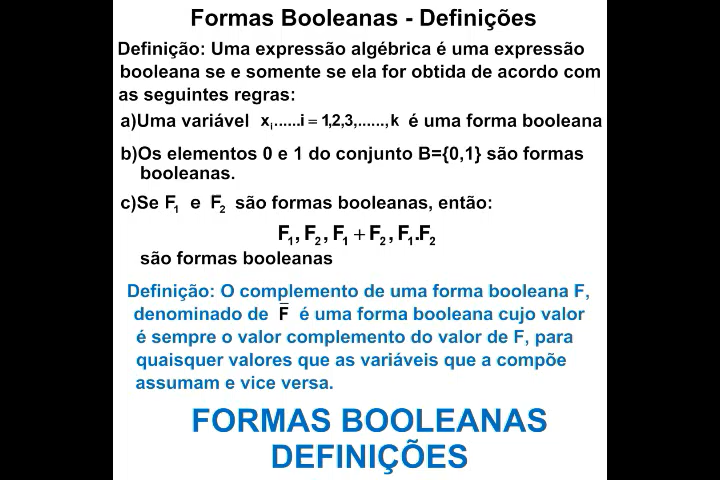 Formas Booleanas - Definições
Definição: Uma expressão algébrica é uma expressão
booleana se e somente se ela for obtida de acordo com
as seguintes regras:
a)Uma variável xᵢ......i = 1,2,3,......,k é uma forma booleana
b)Os elementos 0 e 1 do conjunto B={0,1} são formas
booleanas.
c)Se F₁ e F₂ são formas booleanas, então:
F₁, F₂, F₁ + F₂, F₁.F₂
são formas booleanas
Definição: O complemento de uma forma booleana F,
denominado de F̅ é uma forma booleana cujo valor
é sempre o valor complemento do valor de F, para
quaisquer valores que as variáveis que a compõe
assumam e vice versa.
FORMAS BOOLEANAS
DEFINIÇÕES